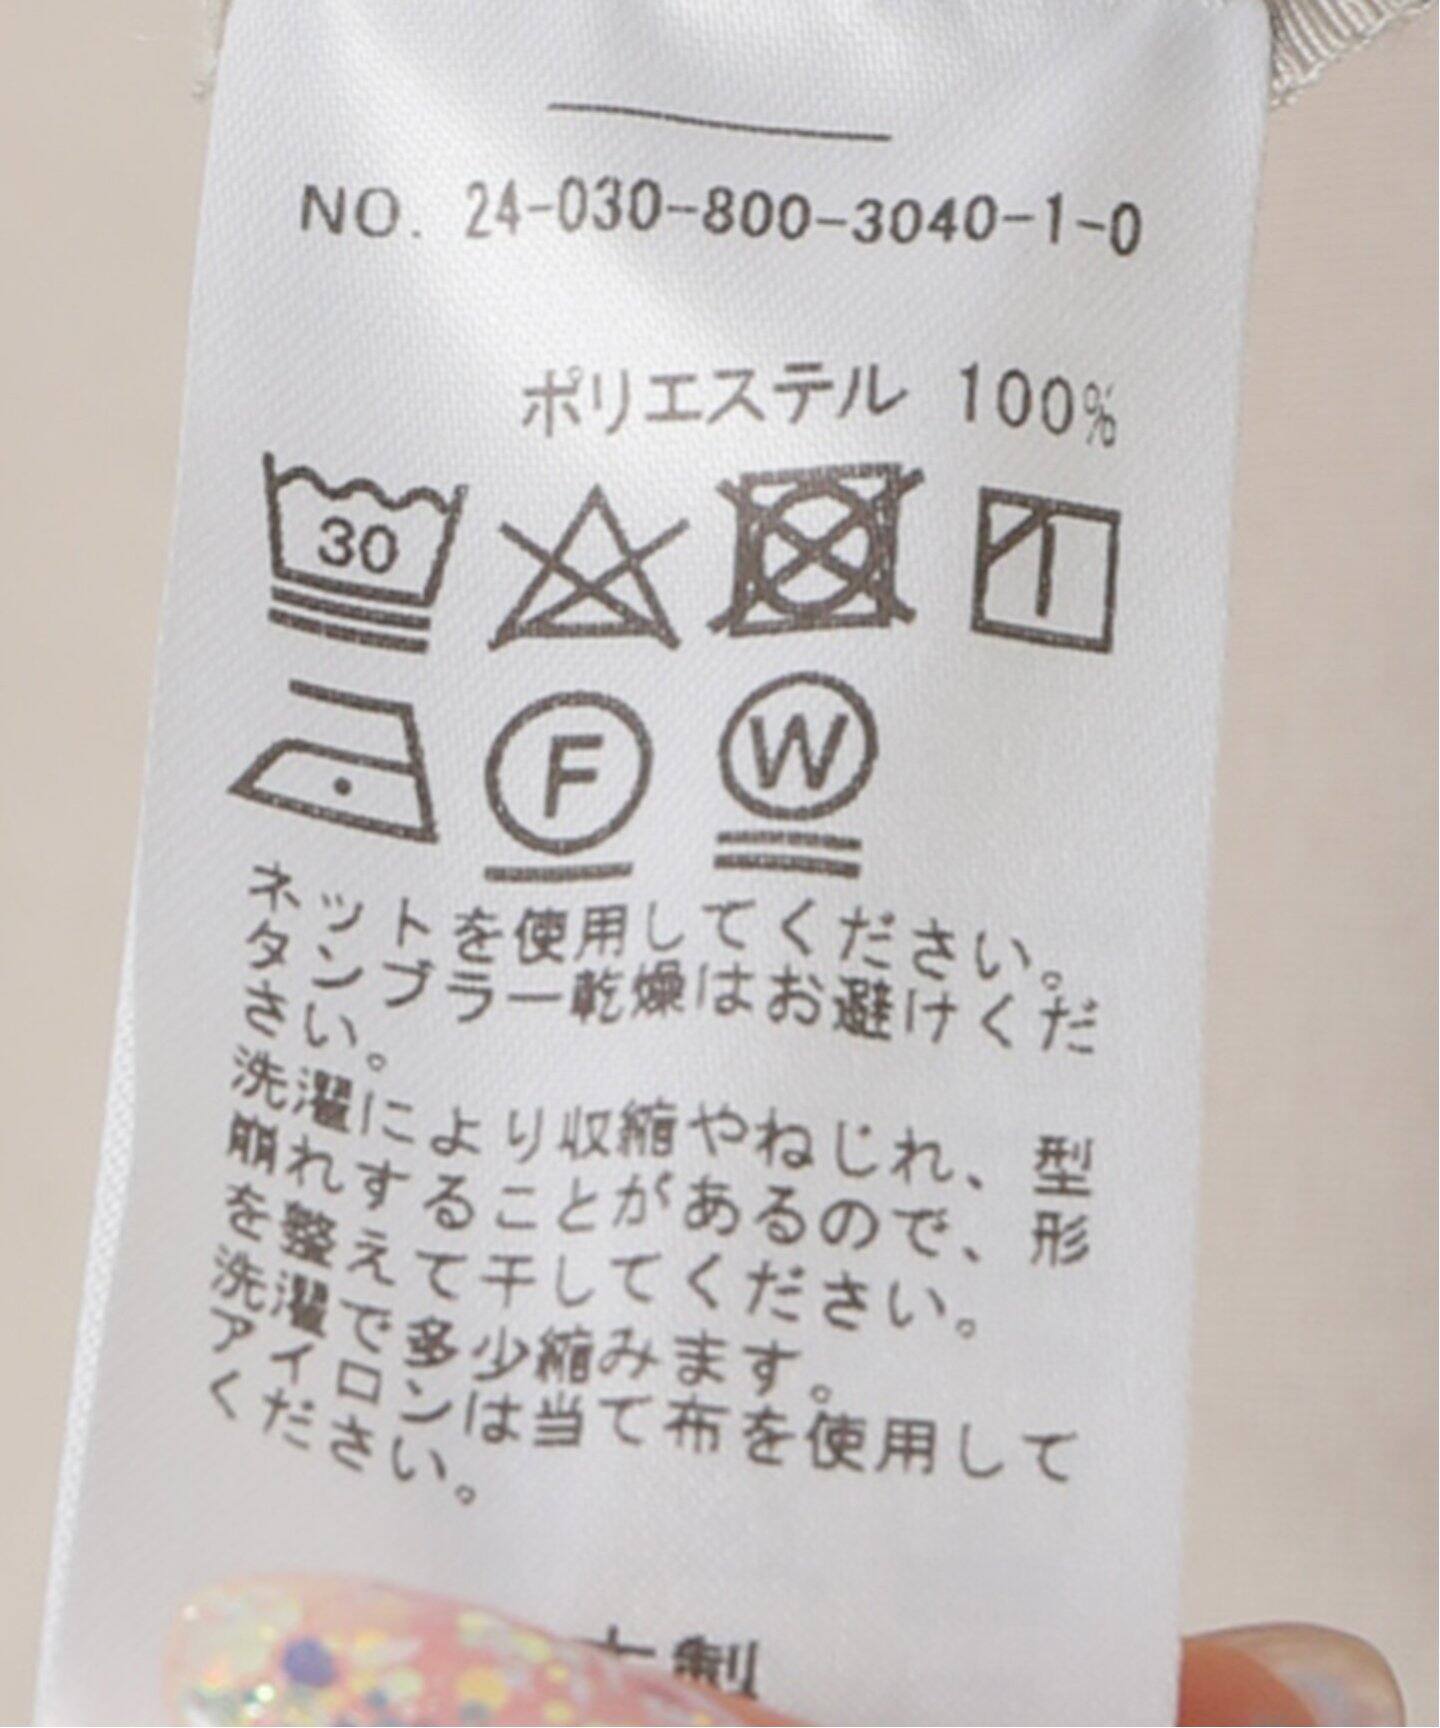 NO. 24-030-800-3040-1-0
ポリエステル 100%
30
F
W
ネットを使用してください。
タンブラー乾燥はお避けくだ
さい。
洗濯により収縮やねじれ、型
崩れすることがあるので、形
を整えて干してください。
洗濯で多少縮みます。
アイロンは当て布を使用して
ください。
製